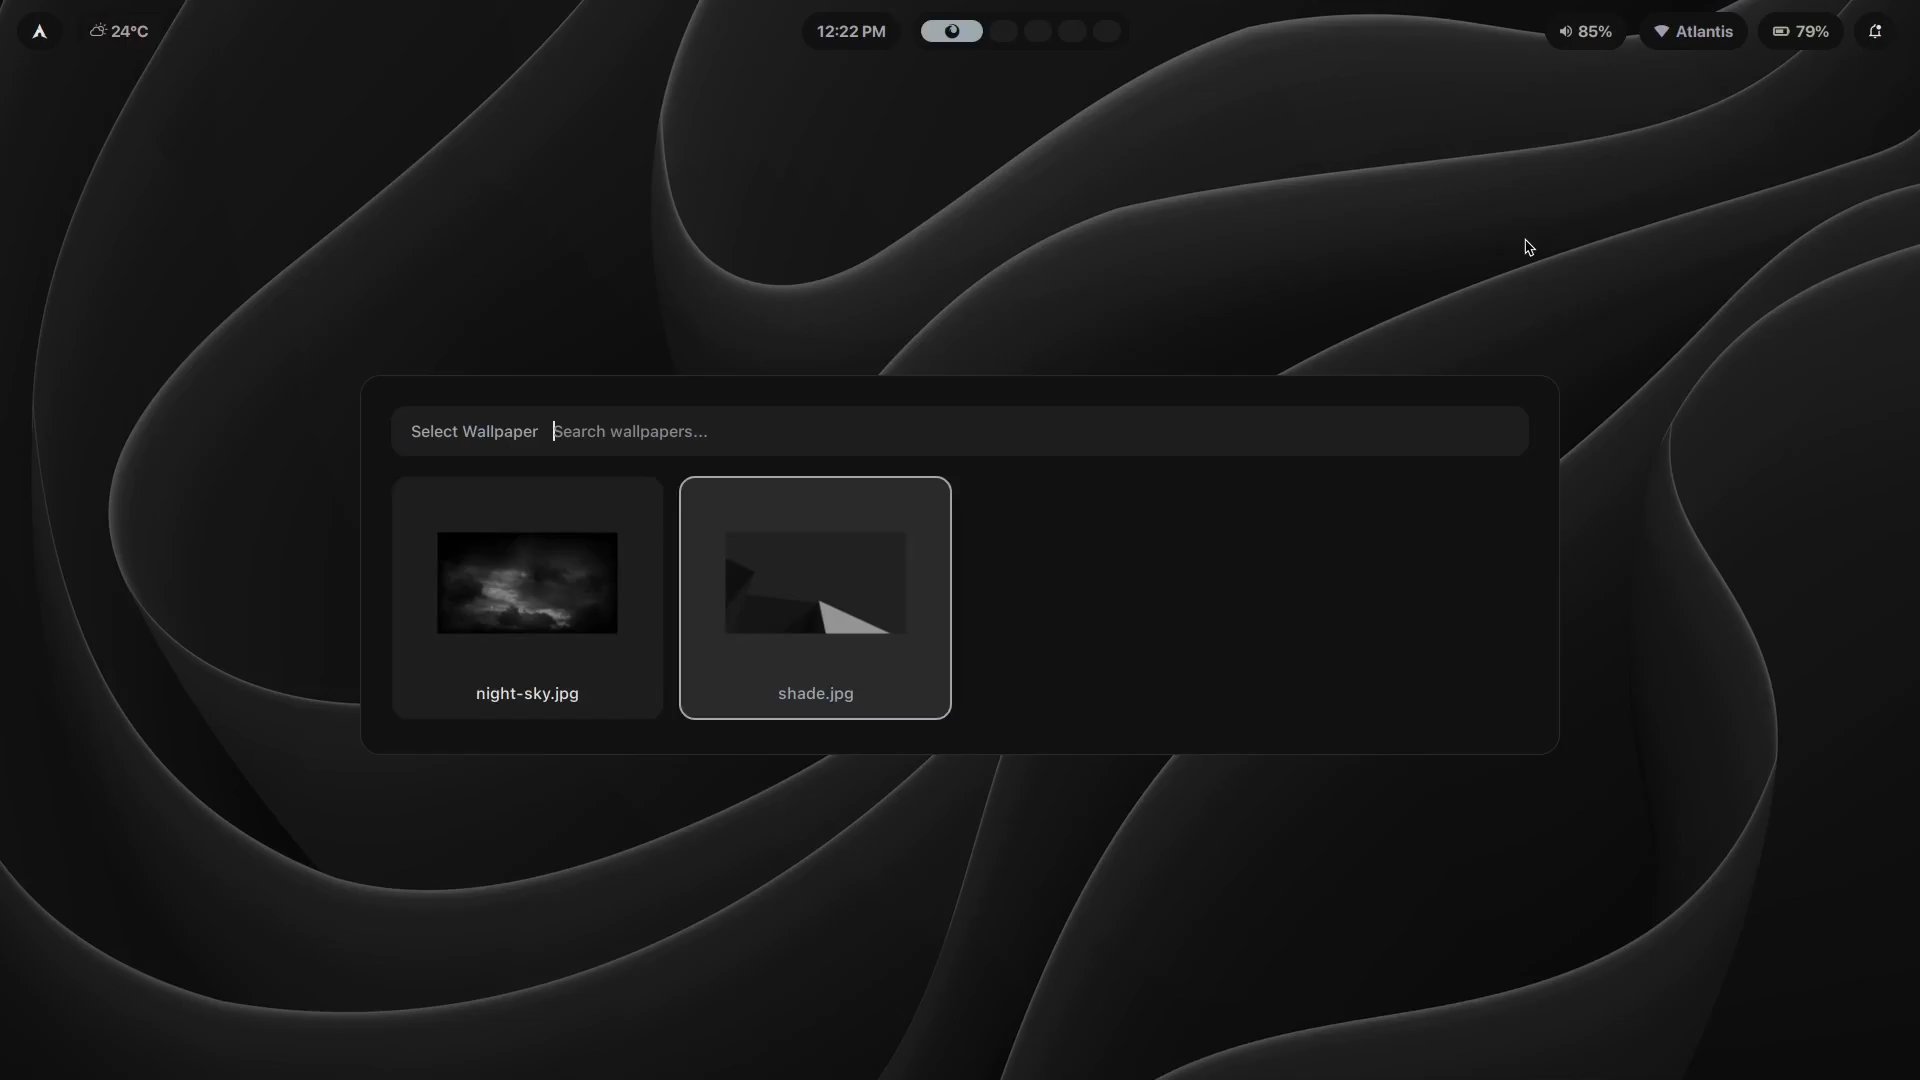 24°C
12:22 PM
85%
Atlantis
79%
Select Wallpaper Search wallpapers...
night-sky.jpg
shade.jpg